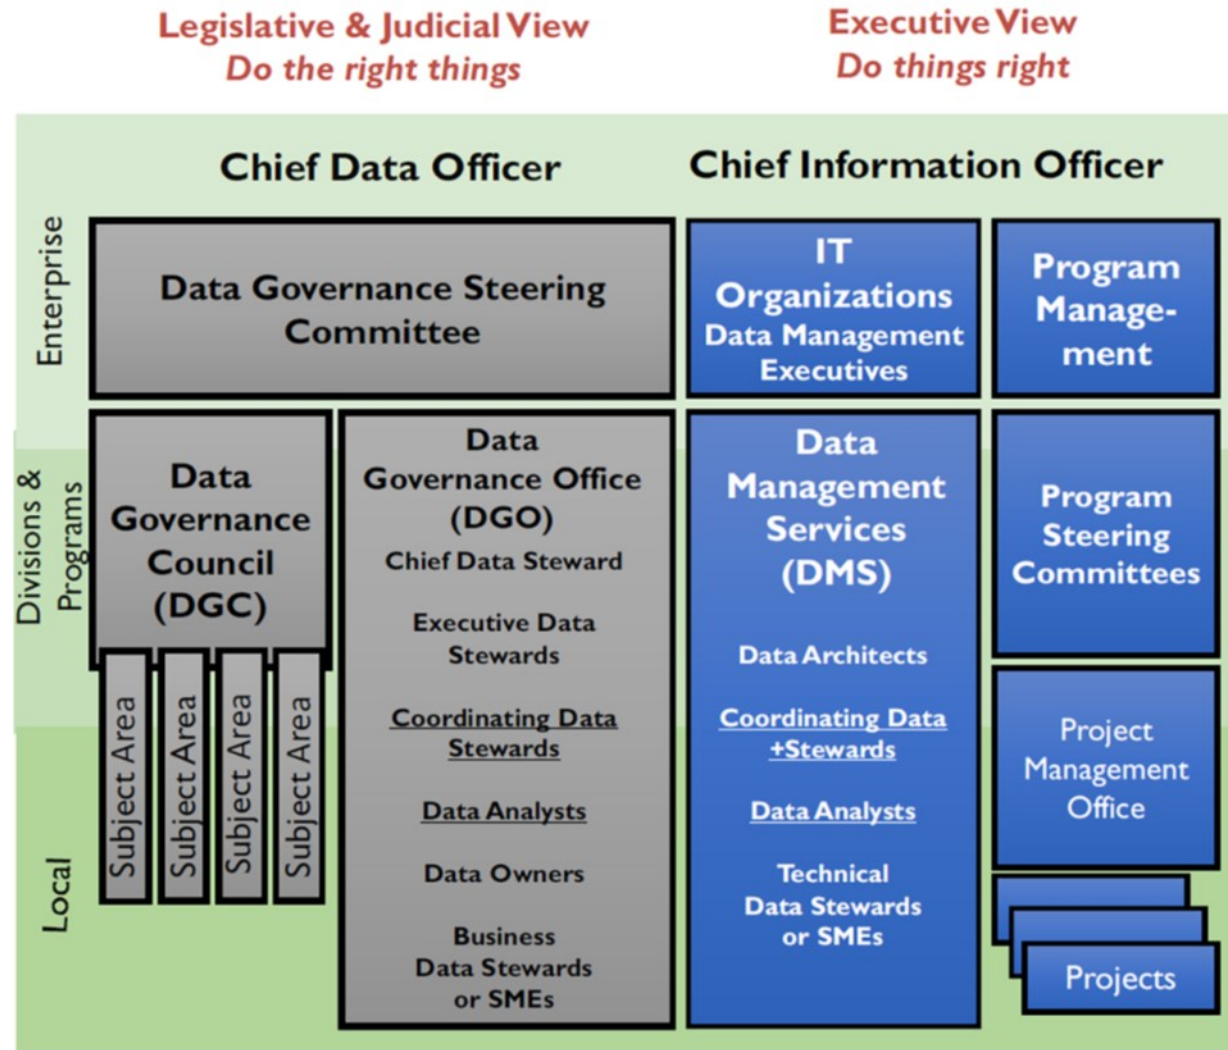 Legislative & Judicial View
Do the right things
Executive View
Do things right
Chief Data Officer
Chief Information Officer
Enterprise
Data Governance Steering
Committee
IT
Organizations
Data Management
Executives
Program
Manage-
ment
Divisions &
Programs
Data
Governance
Council
(DGC)
Subject Area
Subject Area
Subject Area
Subject Area
Data
Governance Office
(DGO)
Chief Data Steward
Executive Data
Stewards
Coordinating Data
Stewards
Data Analysts
Data Owners
Business
Data Stewards
or SMEs
Data
Management
Services
(DMS)
Data Architects
Coordinating Data
+Stewards
Data Analysts
Technical
Data Stewards
or SMEs
Program
Steering
Committees
Project
Management
Office
Projects
Local